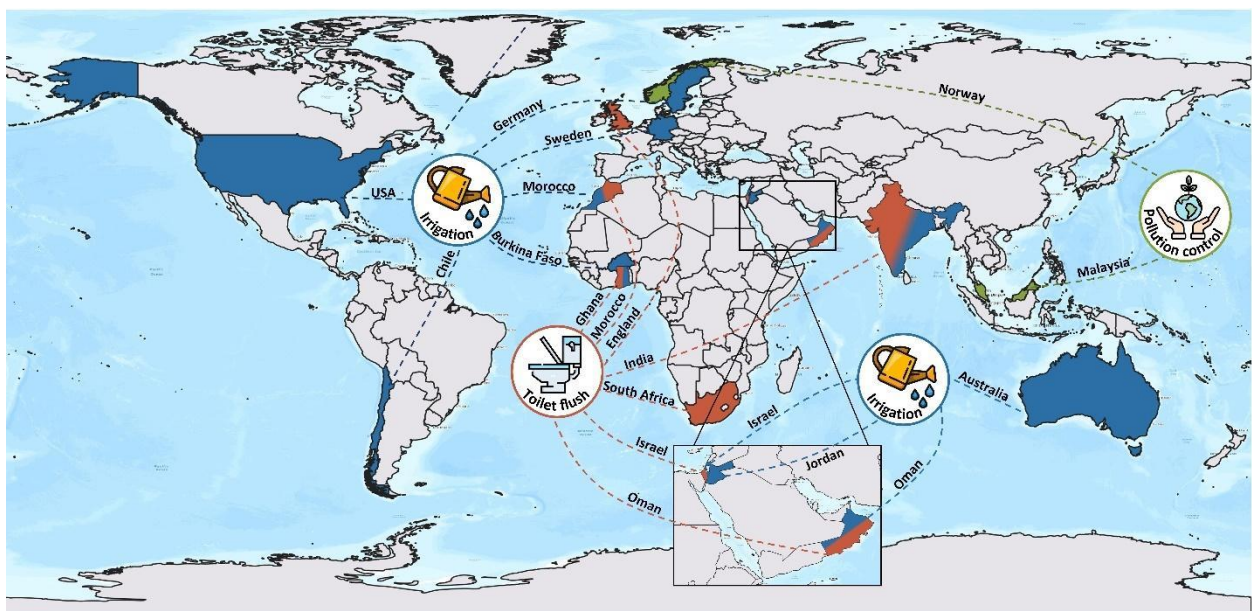 Norway
Germany
Sweden
USA
Morocco
Irrigation
Pollution control
Burkina Faso
Chile
Malaysia
Ghana
Morocco
England
India
Toilet flush
South Africa
Irrigation
Australia
Israel
Israel
Jordan
Oman
Oman